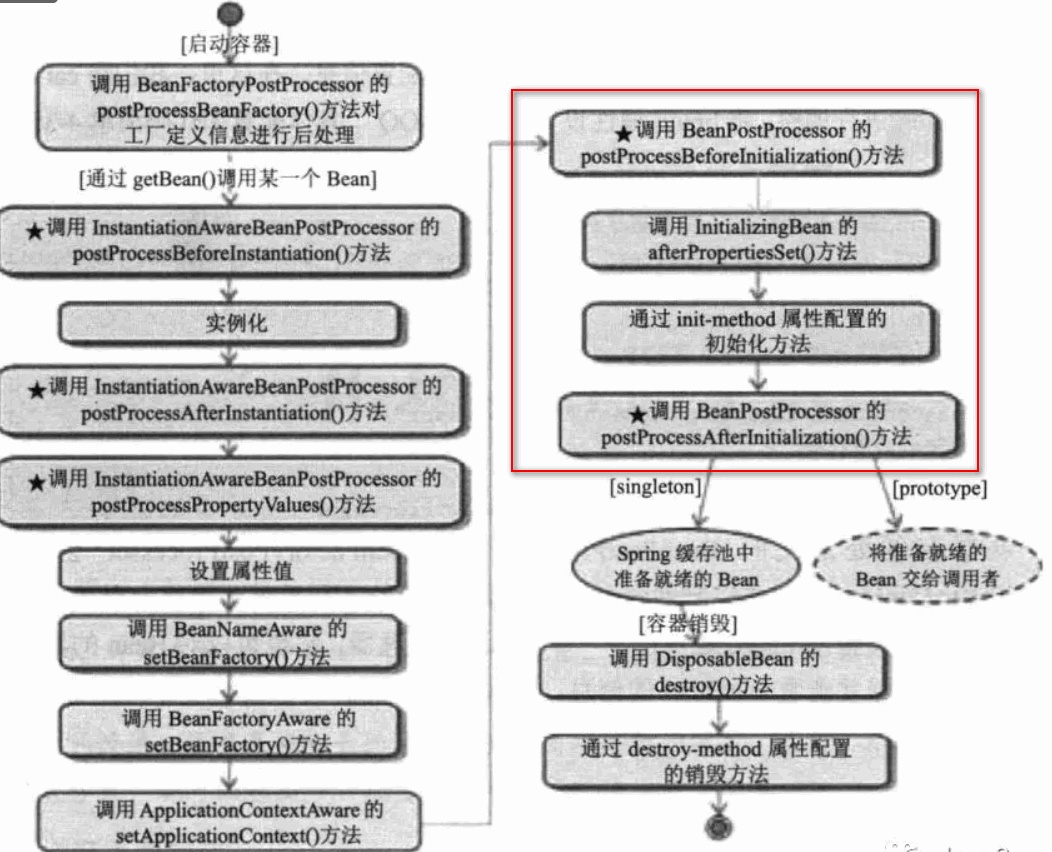 [启动容器]
调用 BeanFactoryPostProcessor 的
postProcessBeanFactory()方法对
工厂定义信息进行后处理
[通过 getBean()调用某一个 Bean]
★调用 InstantiationAwareBeanPostProcessor 的
postProcessBeforeInstantiation()方法
实例化
★调用 InstantiationAwareBeanPostProcessor 的
postProcessAfterInstantiation()方法
★调用 InstantiationAwareBeanPostProcessor 的
postProcessPropertyValues()方法
设置属性值
调用 BeanNameAware 的
setBeanFactory()方法
调用 BeanFactoryAware 的
setBeanFactory()方法
调用 ApplicationContextAware 的
setApplicationContext()方法
★调用 BeanPostProcessor 的
postProcessBeforeInitialization()方法
调用 InitializingBean 的
afterPropertiesSet()方法
通过 init-method 属性配置的
初始化方法
★调用 BeanPostProcessor 的
postProcessAfterInitialization()方法
[singleton]
[prototype]
Spring 缓存池中
准备就绪的 Bean
将准备就绪的
Bean 交给调用者
[容器销毁]
调用 DisposableBean 的
destroy()方法
通过 destroy-method 属性配置
的销毁方法